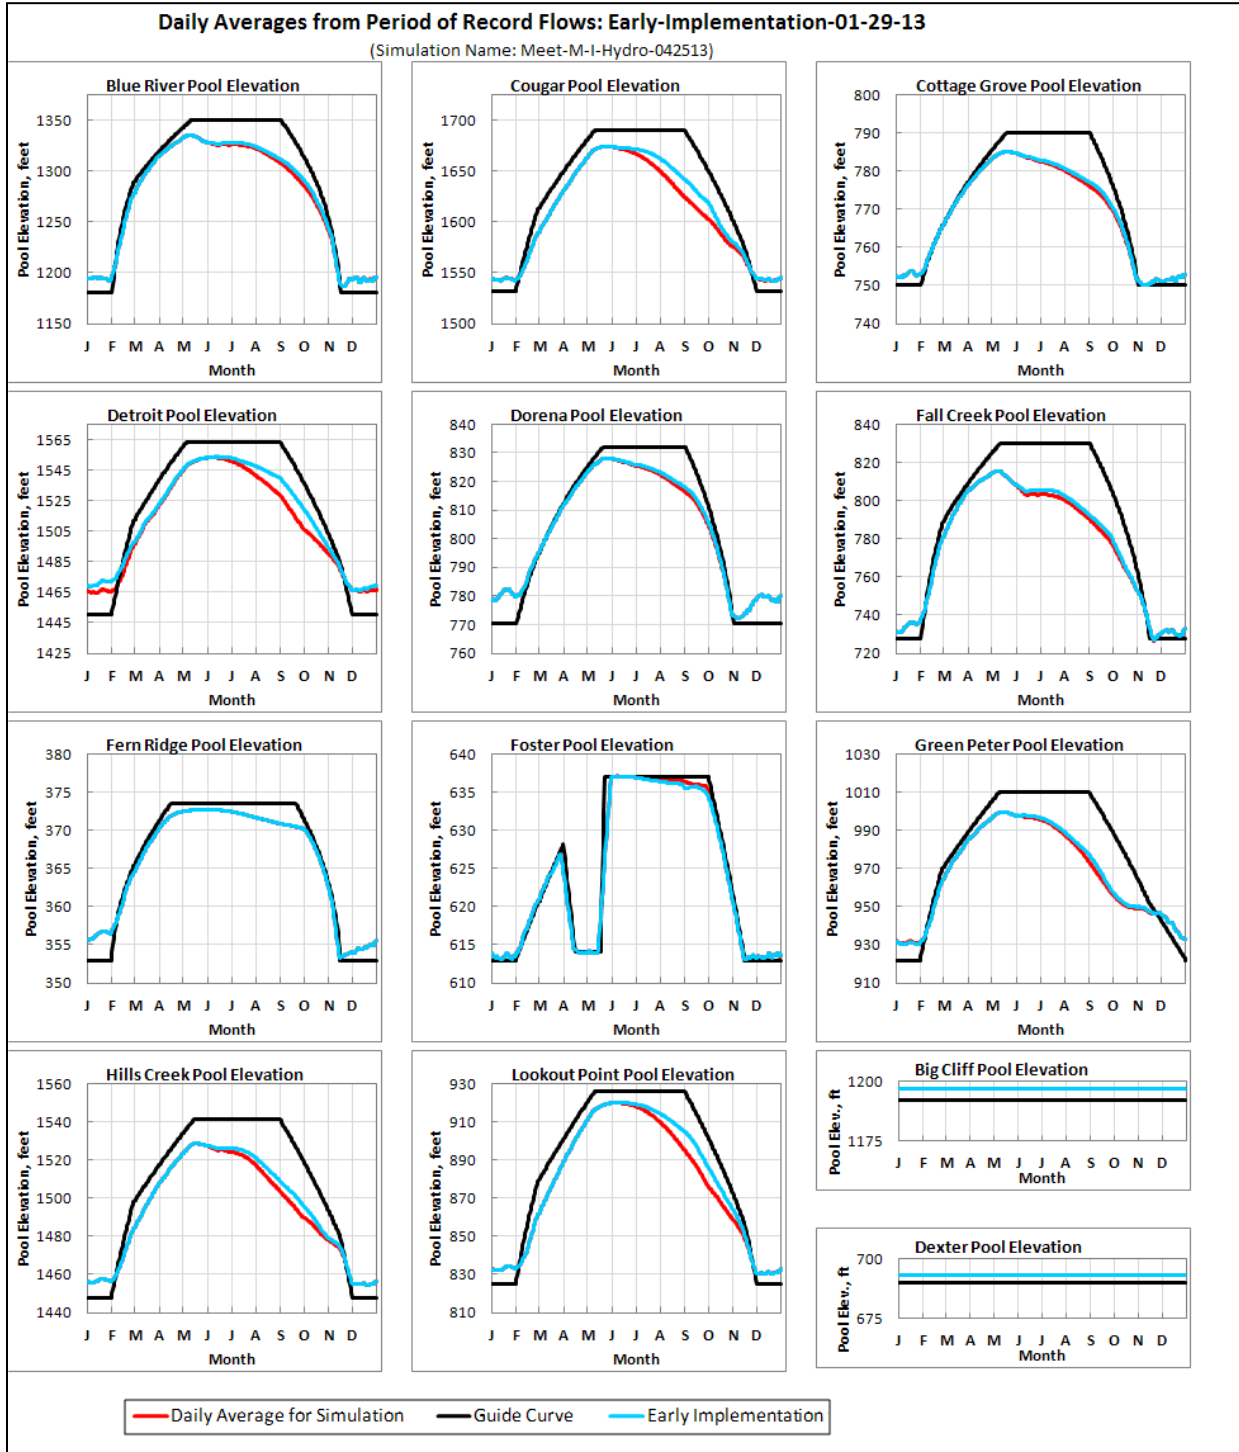 Daily Averages from Period of Record Flows: Early-Implementation-01-29-13
(Simulation Name: Meet-M-I-Hydro-042513)
Blue River Pool Elevation
Pool Elevation, feet
1350
1300
1250
1200
1150
J F M A M J J A S O N D
Month
Cougar Pool Elevation
Pool Elevation, feet
1700
1650
1600
1550
1500
J F M A M J J A S O N D
Month
Cottage Grove Pool Elevation
Pool Elevation, feet
800
790
780
770
760
750
740
J F M A M J J A S O N D
Month
Detroit Pool Elevation
Pool Elevation, feet
1565
1545
1525
1505
1485
1465
1445
1425
J F M A M J J A S O N D
Month
Dorena Pool Elevation
Pool Elevation, feet
840
830
820
810
800
790
780
770
760
J F M A M J J A S O N D
Month
Fall Creek Pool Elevation
Pool Elevation, feet
840
820
800
780
760
740
720
J F M A M J J A S O N D
Month
Fern Ridge Pool Elevation
Pool Elevation, feet
380
375
370
365
360
355
350
J F M A M J J A S O N D
Month
Foster Pool Elevation
Pool Elevation, feet
640
635
630
625
620
615
610
J F M A M J J A S O N D
Month
Green Peter Pool Elevation
Pool Elevation, feet
1030
1010
990
970
950
930
910
J F M A M J J A S O N D
Month
Hills Creek Pool Elevation
Pool Elevation, feet
1560
1540
1520
1500
1480
1460
1440
J F M A M J J A S O N D
Month
Lookout Point Pool Elevation
Pool Elevation, feet
930
910
890
870
850
830
810
J F M A M J J A S O N D
Month
Big Cliff Pool Elevation
Pool Elev., ft
1200
1175
J F M A M J J A S O N D
Month
Dexter Pool Elevation
Pool Elev., ft
700
675
J F M A M J J A S O N D
Month
Daily Average for Simulation Guide Curve Early Implementation